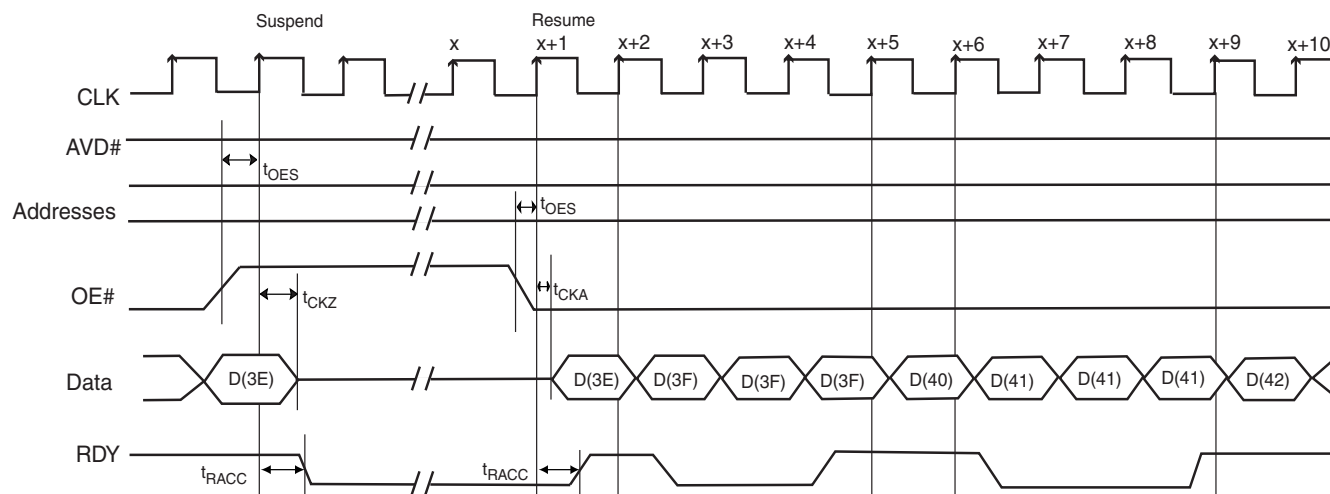 Suspend Resume
x x+1 x+2 x+3 x+4 x+5 x+6 x+7 x+8 x+9 x+10
CLK
AVD#
tOES
Addresses
tOES
OE#
tCKZ
tCKA
Data
D(3E) D(3E) D(3F) D(3F) D(3F) D(40) D(41) D(41) D(41) D(42)
RDY
tRACC tRACC